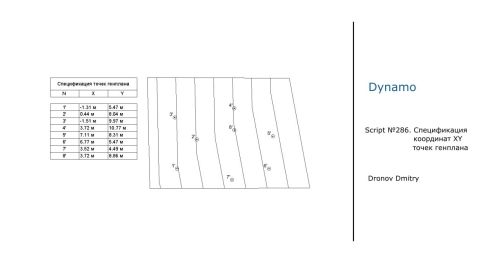 Спецификация точек генплана
N X Y
1' -1.31 м 5.47 м
2' 0.44 м 8.04 м
3' -1.51 м 9.97 м
4' 3.72 м 10.77 м
5' 7.11 м 8.31 м
6' 6.77 м 5.47 м
7' 3.52 м 4.49 м
8' 3.72 м 8.86 м
4'
3'
6'
5'
2'
1'
6'
7'
Dynamo
Script №286. Спецификация
координат XY
точек генплана
Dronov Dmitry